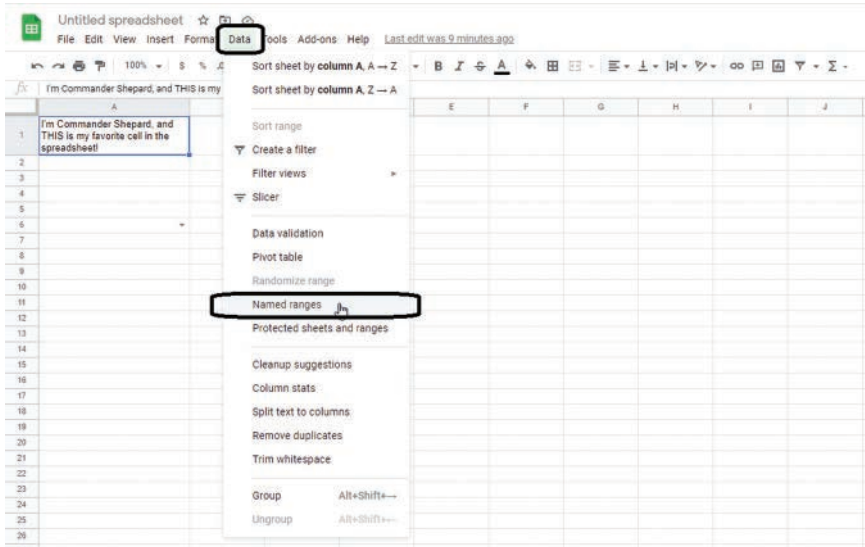 Untitled spreadsheet
File Edit View Insert Forma Data Tools Add-ons Help Last edit was 9 minutes ago
100% $ % .0 B I S A
fx I'm Commander Shepard, and THIS is my
A E F G H I J
1 I'm Commander Shepard, and
THIS is my favorite cell in the
spreadsheet!
2
3
4
5
6
7
8
9
10
11
12
13
14
15
16
17
18
19
20
21
22
23
24
25
26
Sort sheet by column A, A → Z
Sort sheet by column A, Z → A
Sort range
Create a filter
Filter views
Slicer
Data validation
Pivot table
Randomize range
Named ranges
Protected sheets and ranges
Cleanup suggestions
Column stats
Split text to columns
Remove duplicates
Trim whitespace
Group Alt+Shift+→
Ungroup Alt+Shift+←